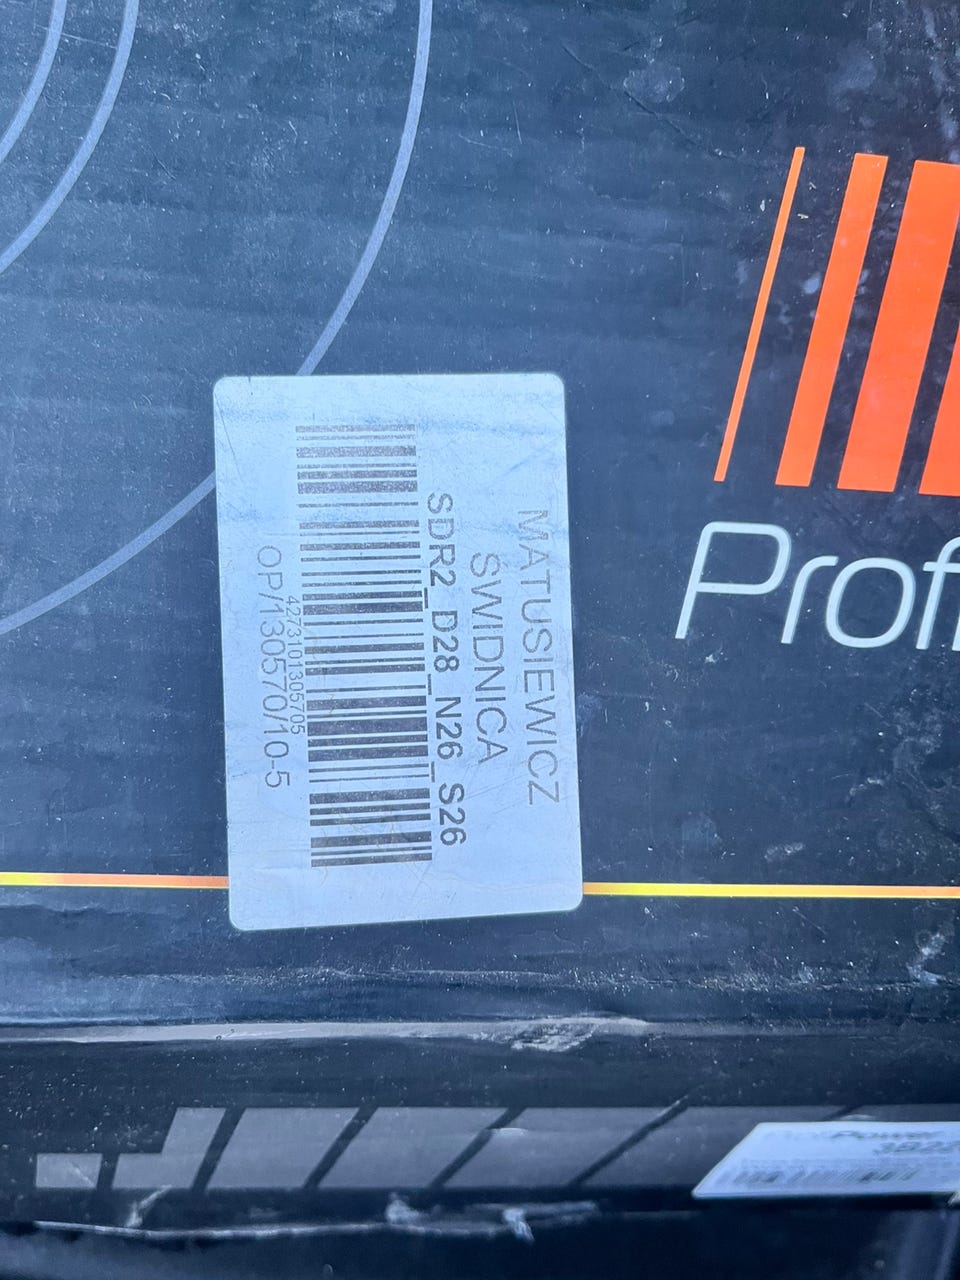 MATUSIEWICZ
SWIDNICA
SDR2_D28_N26_S26
4273101305705
OP/130570/10-5
Prof